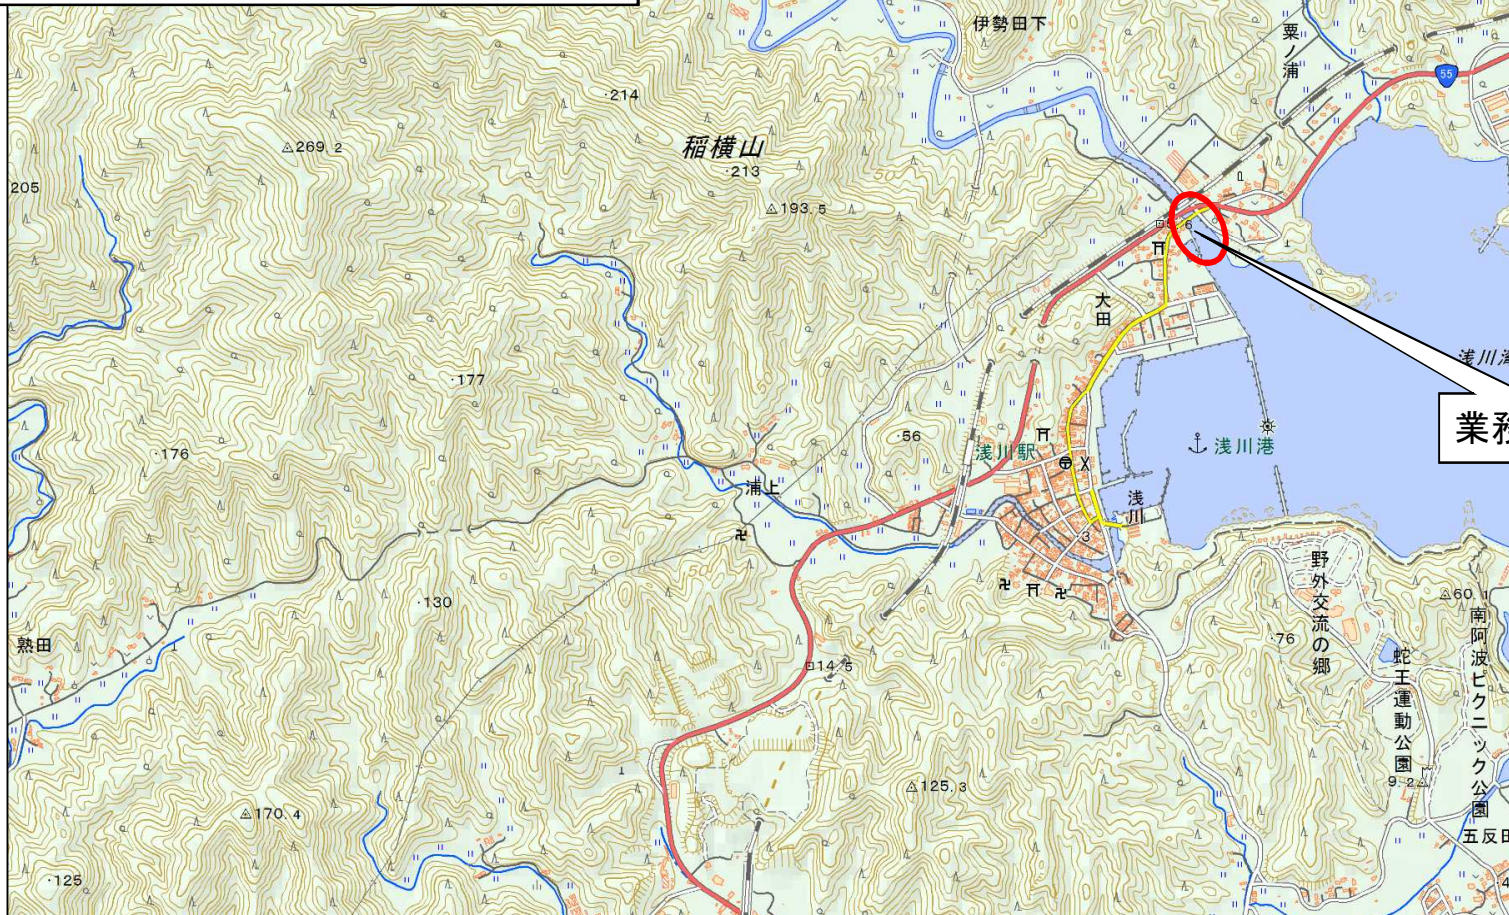 伊勢田下
粟ノ浦
55
・214
稲横山
・213
269.2
193.5
205
大田
・177
・176
・56
浅川駅
浅川港
浅川
業務
浦上
・3
野外交流の郷
60.1
南阿波ピクニック公園
・76
蛇王運動公園
・130
熟田
14.5
125.3
9.2
170.4
五反田
・125